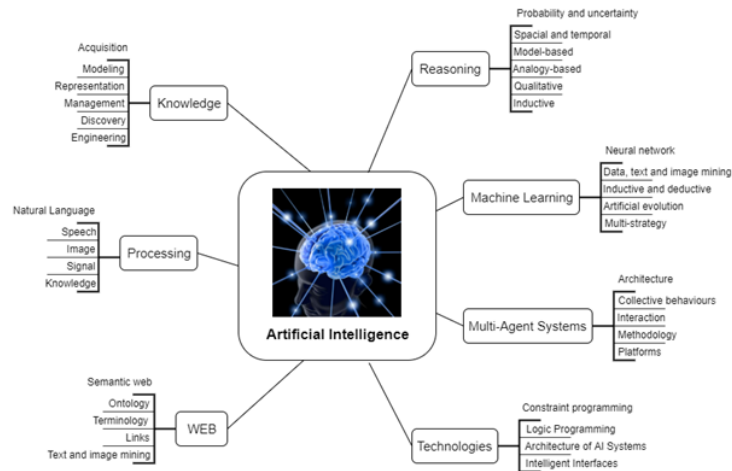 Acquisition
Modeling
Representation
Management
Discovery
Engineering
Knowledge
Probability and uncertainty
Spacial and temporal
Model-based
Analogy-based
Qualitative
Inductive
Reasoning
Natural Language
Speech
Image
Signal
Knowledge
Processing
Artificial Intelligence
Neural network
Data, text and image mining
Inductive and deductive
Artificial evolution
Multi-strategy
Machine Learning
Architecture
Collective behaviours
Interaction
Methodology
Platforms
Multi-Agent Systems
Semantic web
Ontology
Terminology
Links
Text and image mining
WEB
Constraint programming
Logic Programming
Architecture of AI Systems
Intelligent Interfaces
Technologies